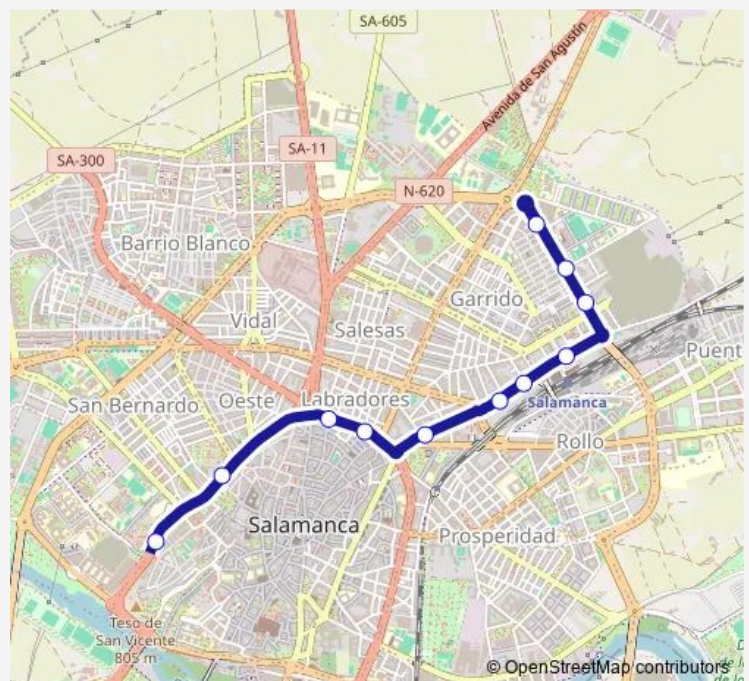 SA-605
Avenida de San Agustín
SA-11
SA-300
N-620
Barrio Blanco
Garrido
Vidal
Salesas
Puent
San Bernardo
Oeste
Labradores
Salamanca
Rollo
Salamanca
Prosperidad
Teso de
San Vicente
805 m
© OpenStreetMap contributors